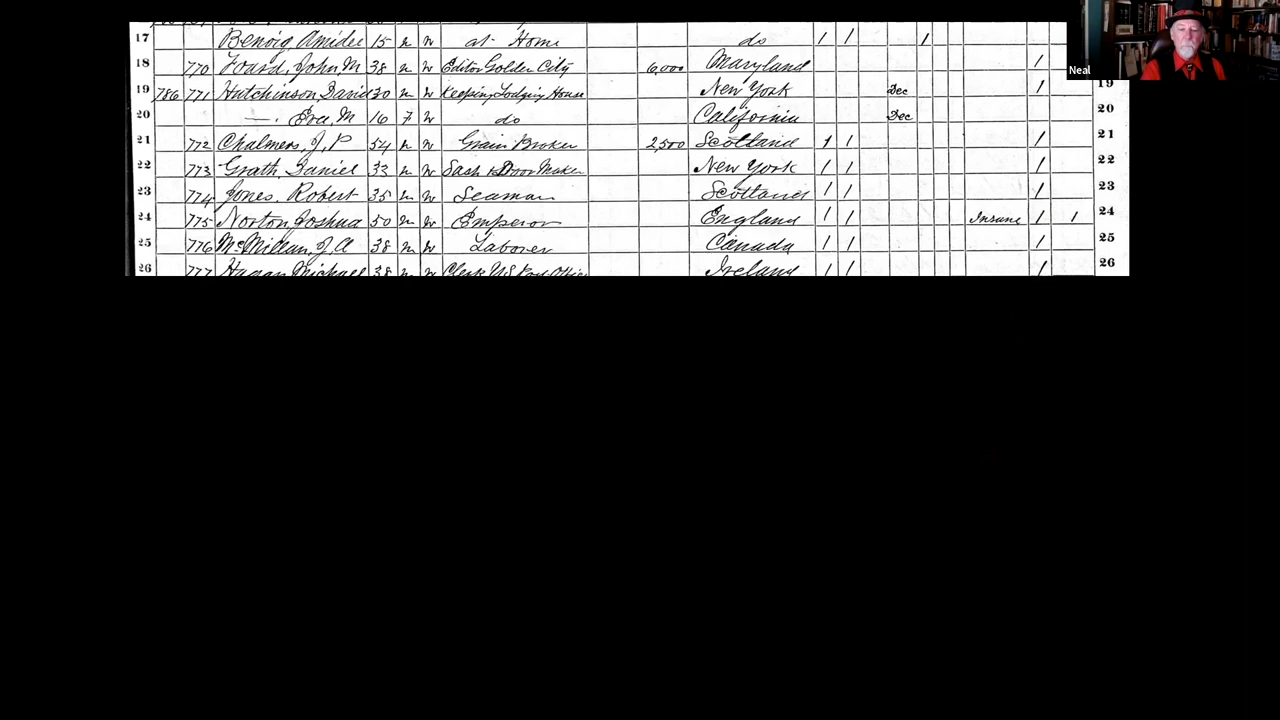 17 Benoig Amidee 15 m W at Home do 1 1 1
18 770 Foard, John, M 38 m W Editor Golden City 6,000 Maryland 1
Neal
19 786 771 Hutchinson, David 30 m W Keeping Lodging House New York Dec 1 19
20 —. Eva, M 16 F W do California Dec 20
21 772 Chalmers, J, P 54 m W Grain Broker 2,500 Scotland 1 1 1 21
22 773 Grath, Daniel 33 m W Sash & Door Maker New York 1 1 1 22
23 774 Jones, Robert 35 m W Seaman Scotland 1 1 1 23
24 775 Norton, Joshua 50 m W Emperor England 1 1 Insane 1 1 24
25 776 McMillan, J, A 38 m W Laborer Canada 1 1 1 25
26 777 Michael 38 m W Clerk U.S. Ireland 1 1 1 26